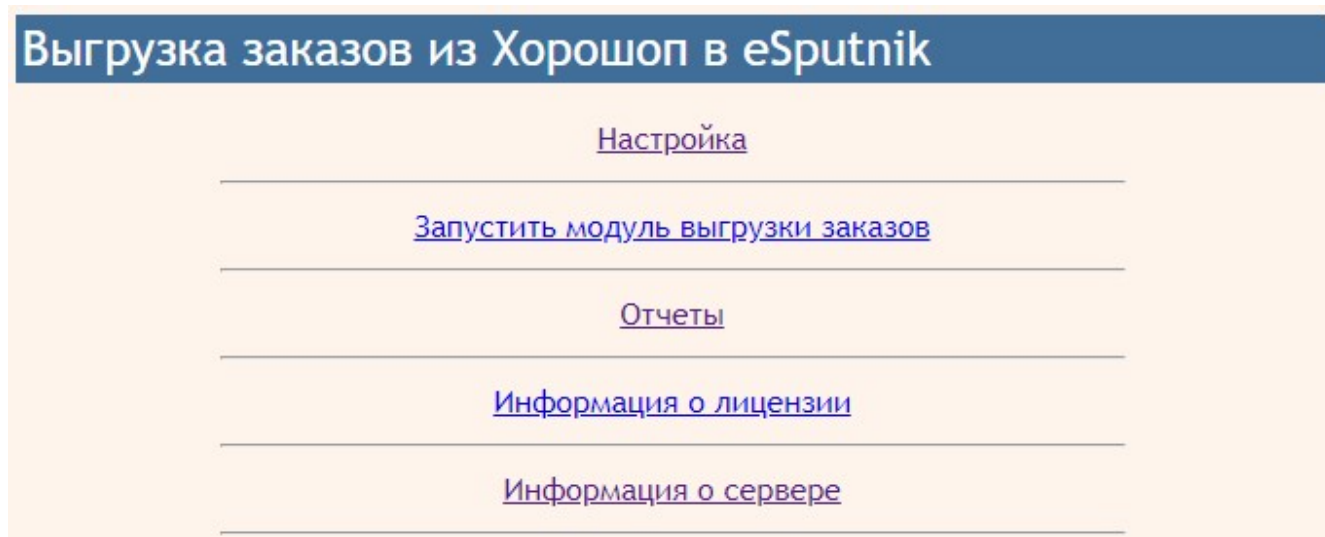 Выгрузка заказов из Хорошоп в eSputnik
Настройка
Запустить модуль выгрузки заказов
Отчеты
Информация о лицензии
Информация о сервере